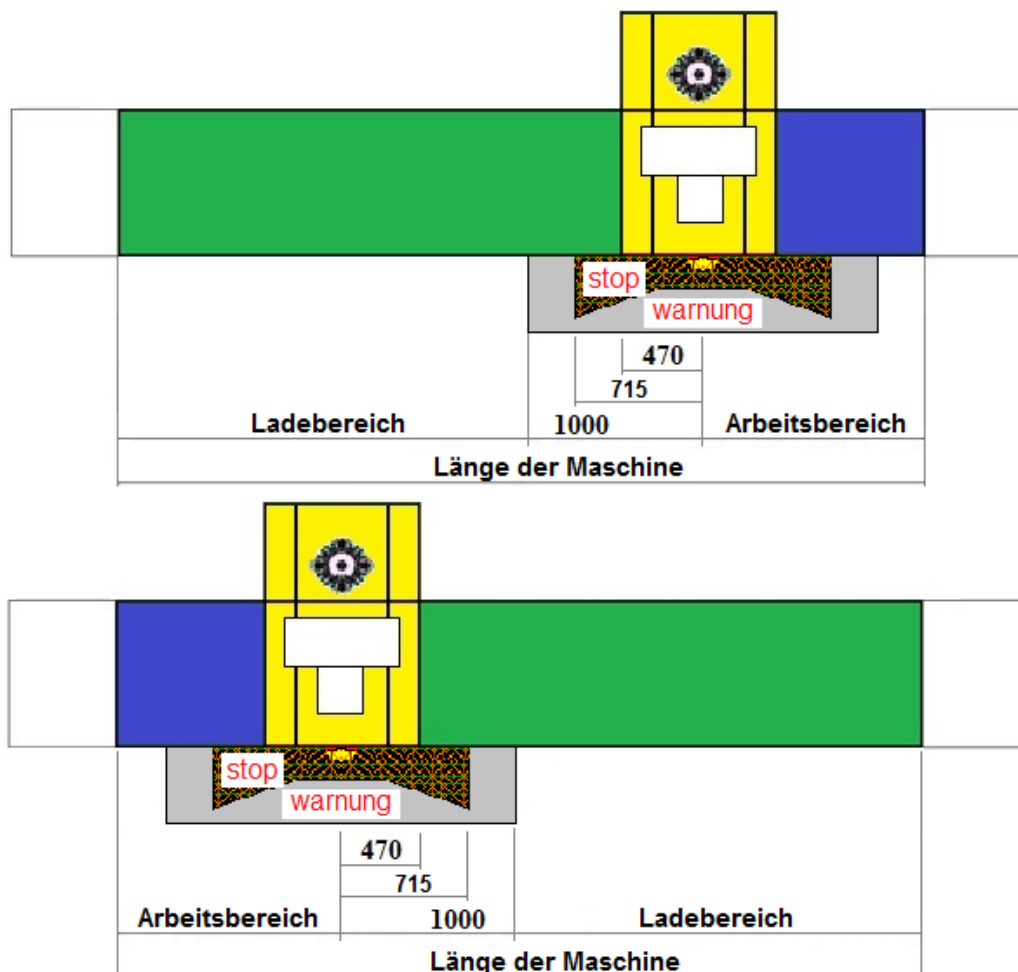 stop
warnung
470
715
Ladebereich 1000 Arbeitsbereich
Länge der Maschine
stop
warnung
470
715
Arbeitsbereich 1000 Ladebereich
Länge der Maschine